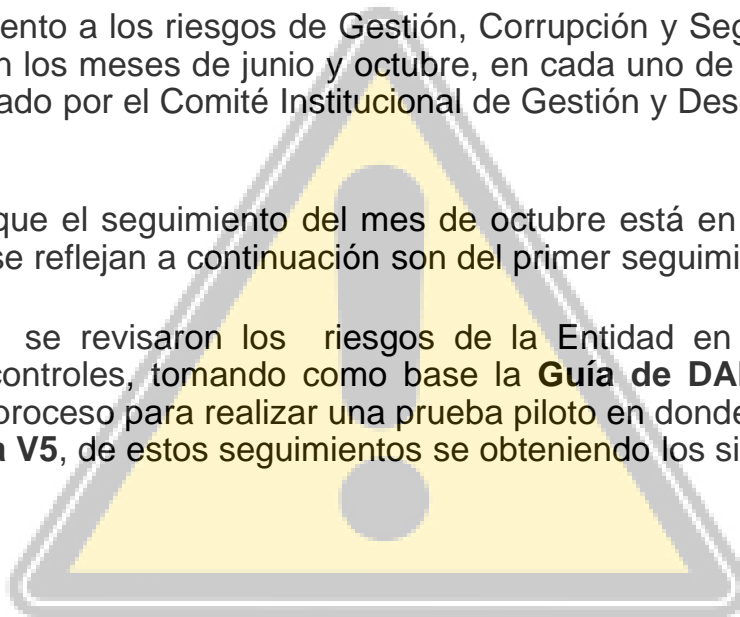 ento a los riesgos de Gestión, Corrupción y Seg
n los meses de junio y octubre, en cada uno de
ado por el Comité Institucional de Gestión y Des
que el seguimiento del mes de octubre está en
se reflejan a continuación son del primer seguimi
se revisaron los riesgos de la Entidad en
controles, tomando como base la Guía de DA
proceso para realizar una prueba piloto en donde
a V5, de estos seguimientos se obteniendo los si